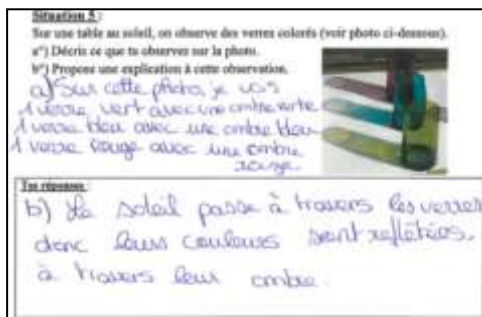 Situation 5 :
Sur une table au soleil, on observe des verres colorés (voir photo ci-dessous).
a°) Décris ce que tu observes sur la photo.
b°) Propose une explication à cette observation.
a) Sur cette photo, je vois
1 verre vert avec une ombre verte
1 verre bleu avec une ombre bleu
1 verre rouge avec une ombre
rouge
Tes réponses :
b) Le soleil passe à travers les verres
donc leurs couleurs sont reflétées.
à travers leur ombre.